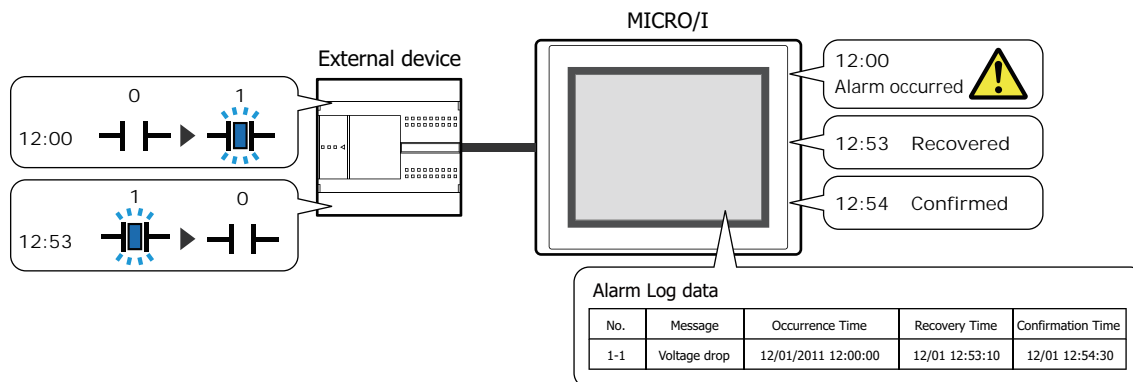 MICRO/I
External device
0 1
12:00
1 0
12:53
12:00
Alarm occurred
12:53 Recovered
12:54 Confirmed
Alarm Log data
No. Message Occurrence Time Recovery Time Confirmation Time
1-1 Voltage drop 12/01/2011 12:00:00 12/01 12:53:10 12/01 12:54:30